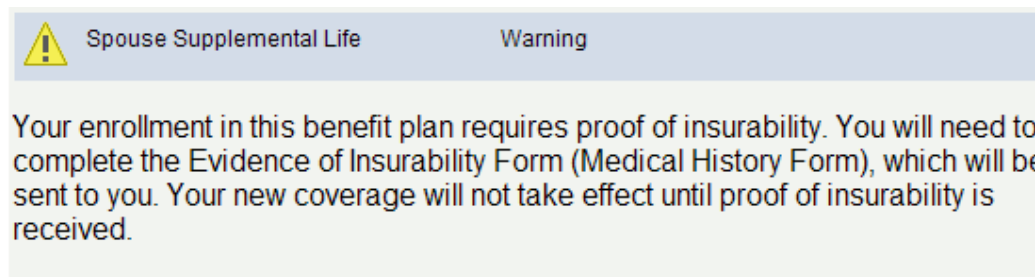 Spouse Supplemental Life Warning
Your enrollment in this benefit plan requires proof of insurability. You will need to
complete the Evidence of Insurability Form (Medical History Form), which will be
sent to you. Your new coverage will not take effect until proof of insurability is
received.